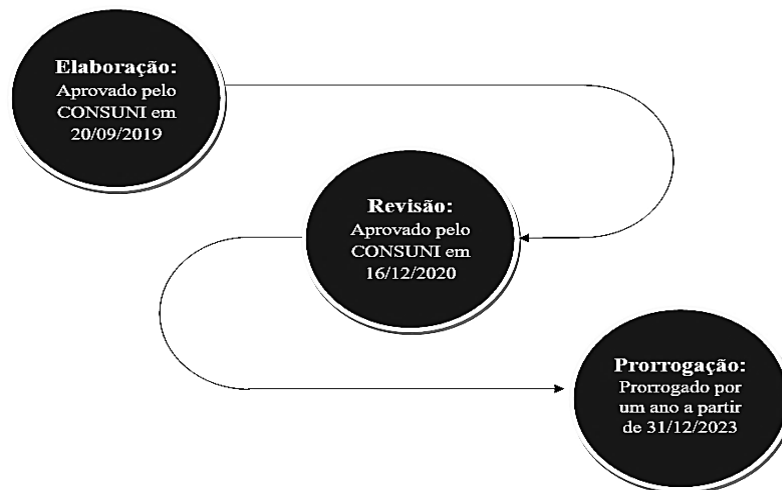 Elaboração:
Aprovado pelo
CONSUNI em
20/09/2019
Revisão:
Aprovado pelo
CONSUNI em
16/12/2020
Prorrogação:
Prorrogado por
um ano a partir
de 31/12/2023